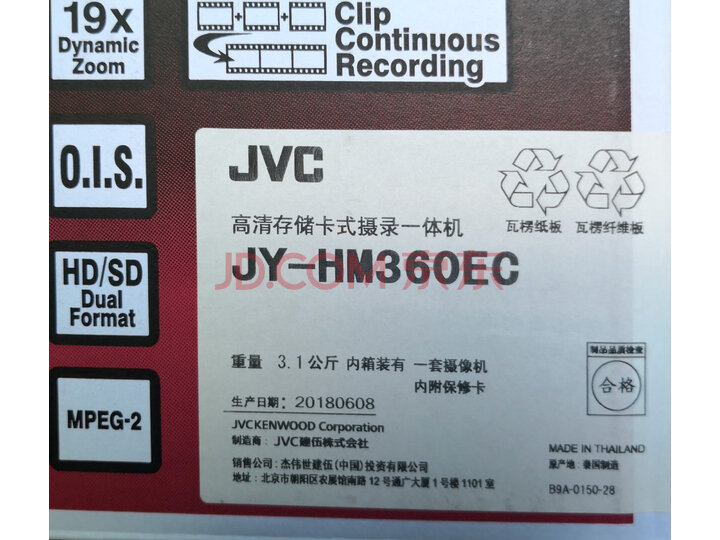 19x
Dynamic
Zoom
Clip
Continuous
Recording
O.I.S.
HD/SD
Dual
Format
MPEG-2
JVC
高清存储卡式摄录一体机
JY-HM360EC
JD.COM 京东
瓦楞纸板
瓦楞纤维板
重量 3.1公斤 内箱装有 一套摄像机
内附保修卡
生产日期: 20180608
JVCKENWOOD Corporation
制造商: JVC建伍株式会社
销售公司: 杰伟世建伍(中国)投资有限公司
地址: 北京市朝阳区农展馆南路 12 号通广大厦 1 号楼 1101 室
制品品质检查
合格
MADE IN THAILAND
原产地: 泰国制造
B9A-0150-28